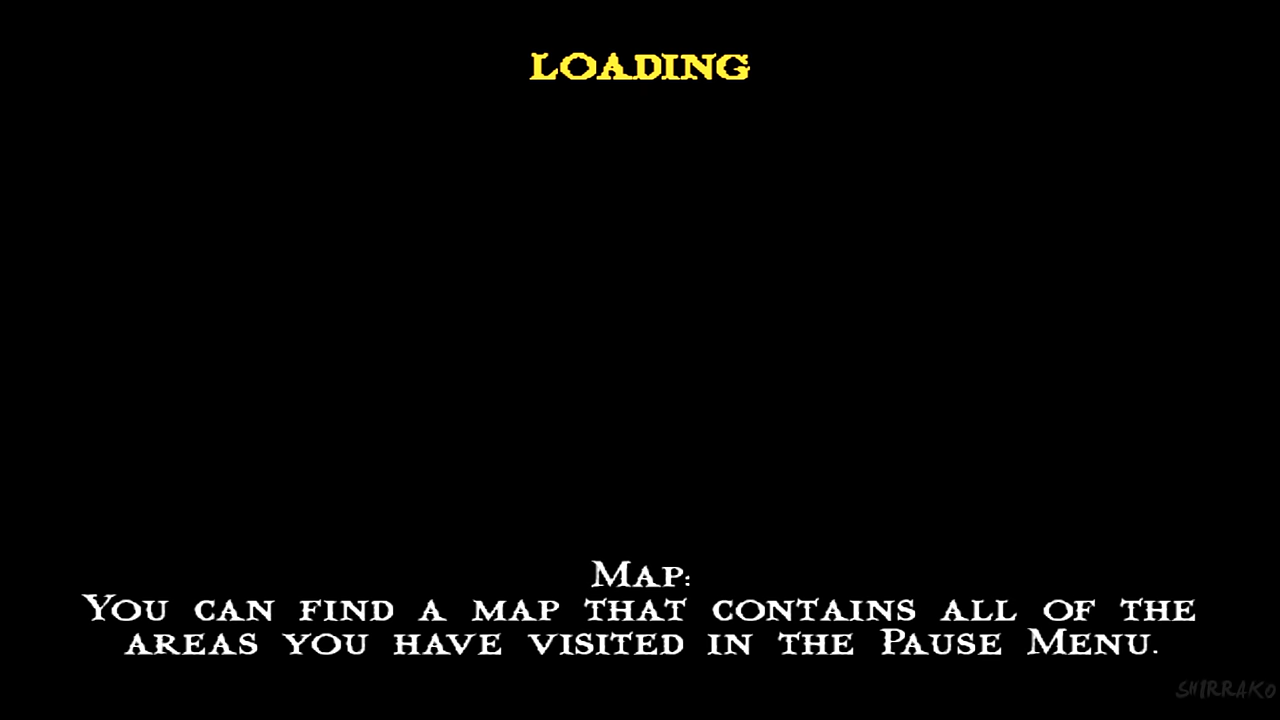 LOADING
MAP:
YOU CAN FIND A MAP THAT CONTAINS ALL OF THE
AREAS YOU HAVE VISITED IN THE PAUSE MENU.
SHIRRAKO